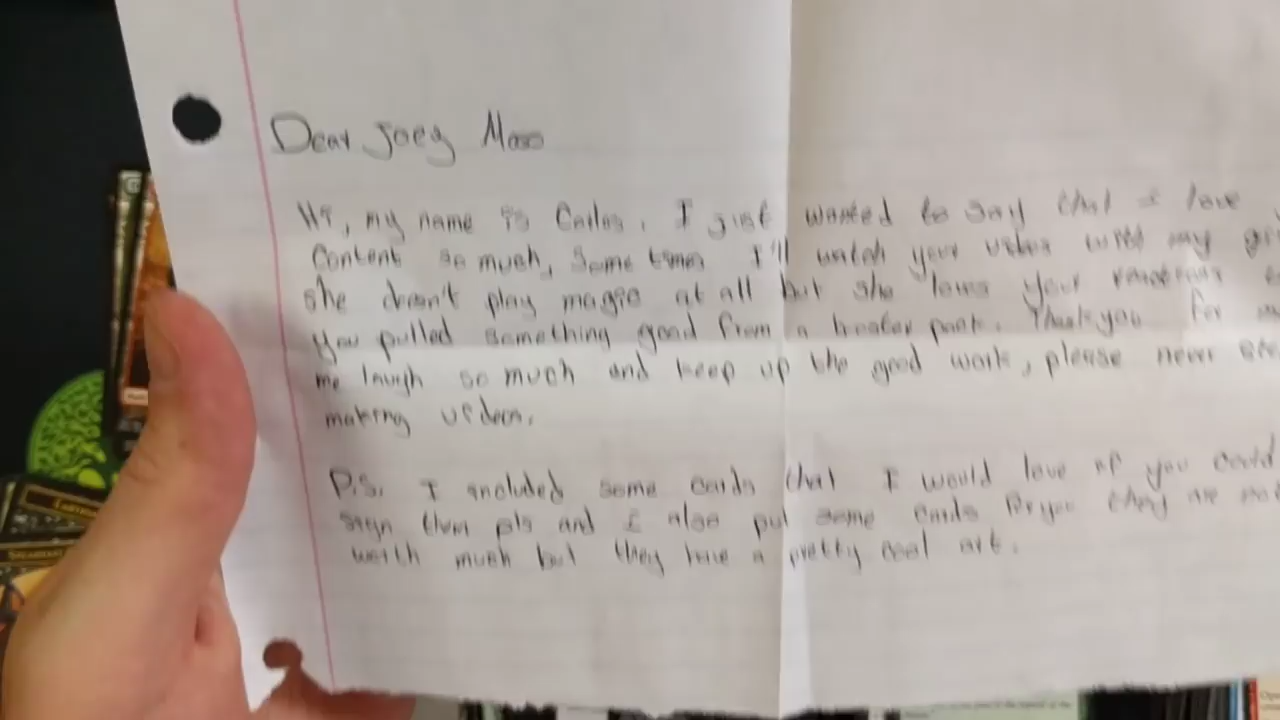 Dear Joey Moso
Hi, my name is Carlos. I just wanted to say that I love
content so much, some times I'll watch your videos with my
she doesn't play magic at all but she loves your reactions
you pulled something good from a booster pack. Thank you for
me laugh so much and keep up the good work, please never
making videos.
P.S. I included some cards that I would love if you could
sign them pls and I also put some cards for you they are not
worth much but they have a pretty cool art.